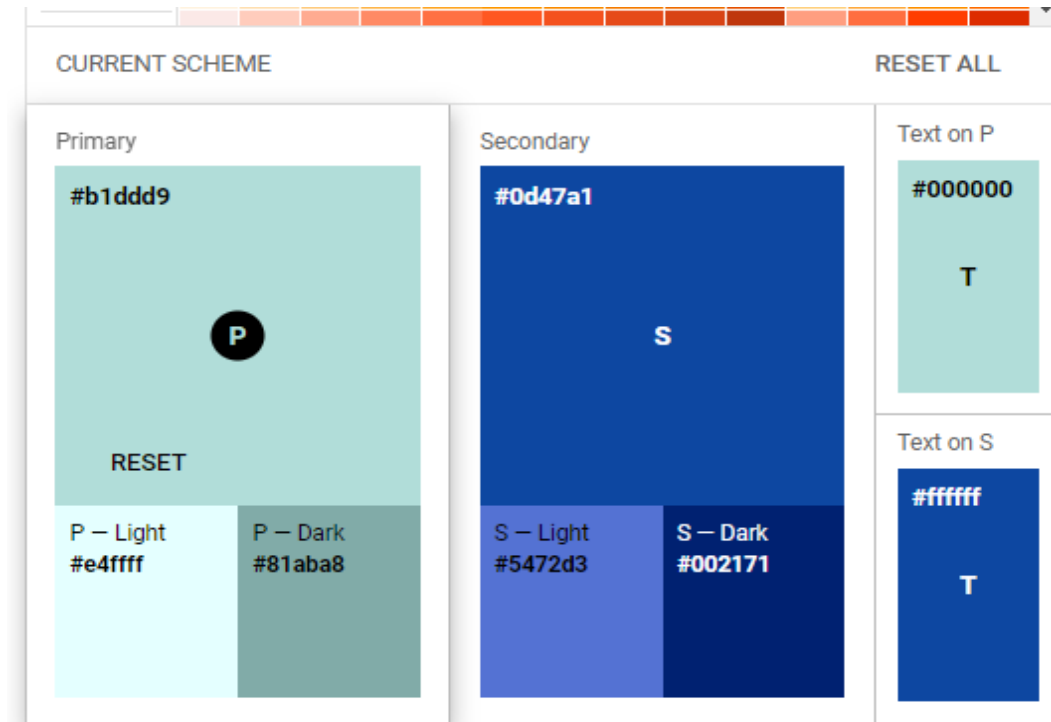 CURRENT SCHEME
RESET ALL
Primary
#b1ddd9
P
RESET
P — Light
#e4ffff
P — Dark
#81aba8
Secondary
#0d47a1
S
S — Light
#5472d3
S — Dark
#002171
Text on P
#000000
T
Text on S
#ffffff
T